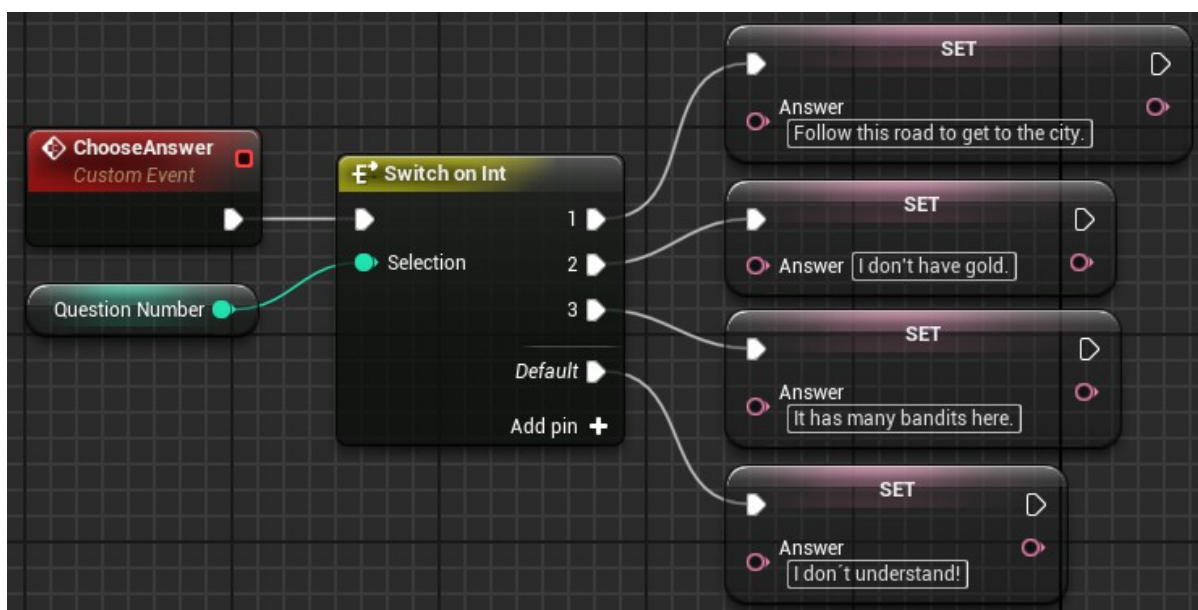 ChooseAnswer
Custom Event
Question Number
Switch on Int
Selection
1
2
3
Default
Add pin
SET
Answer
Follow this road to get to the city.
SET
Answer I don't have gold.
SET
Answer
It has many bandits here.
SET
Answer
I don´t understand!